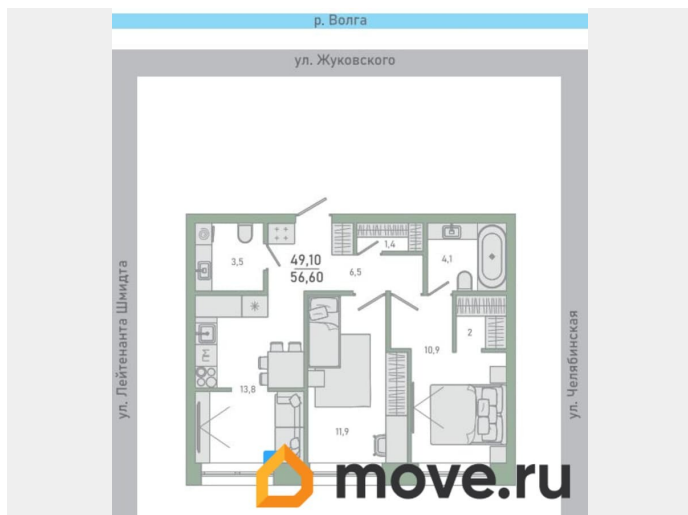 р. Волга
ул. Жуковского
ул. Лейтенанта Шмидта
ул. Челябинская
3,5
49,10
56,60
6,5
1,4
4,1
2
10,9
13,8
11,9
ПМ
move.ru